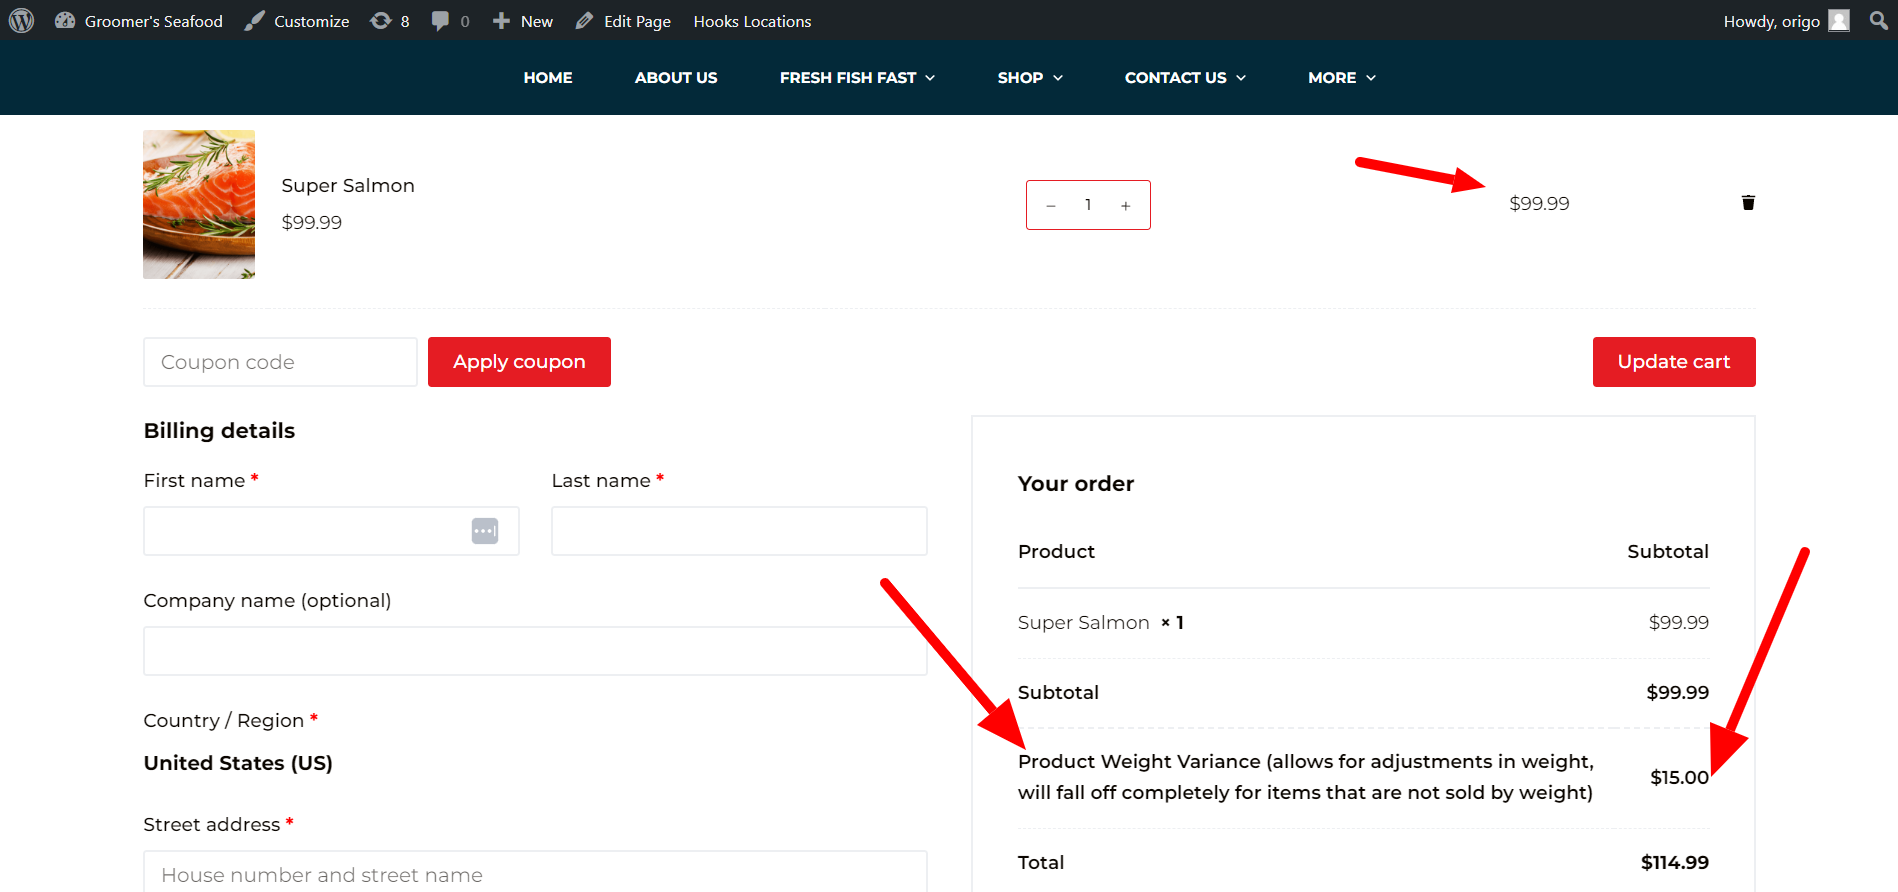 Groomer's Seafood Customize 8 0 New Edit Page Hooks Locations Howdy, origo
HOME ABOUT US FRESH FISH FAST SHOP CONTACT US MORE
Super Salmon
$99.99
− 1 +
$99.99
Coupon code Apply coupon Update cart
Billing details
First name * Last name *
Company name (optional)
Country / Region *
United States (US)
Street address *
House number and street name
Your order
Product Subtotal
Super Salmon × 1 $99.99
Subtotal $99.99
Product Weight Variance (allows for adjustments in weight,
will fall off completely for items that are not sold by weight) $15.00
Total $114.99